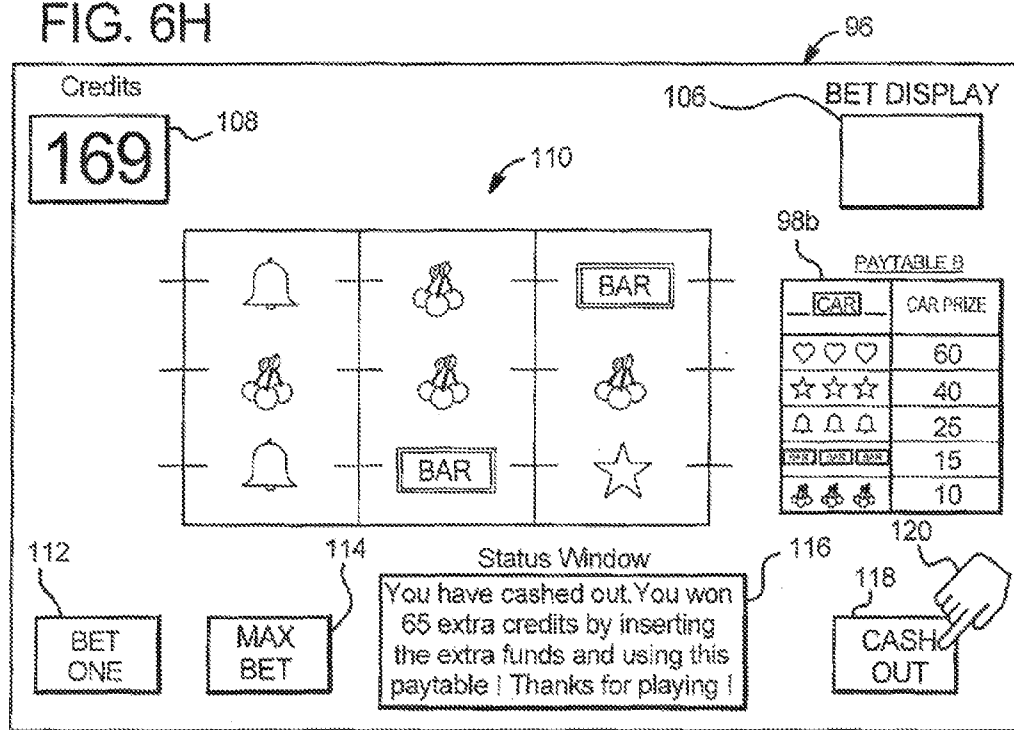 FIG. 6H
96
Credits
169
108
106
BET DISPLAY
110
98b
PAYTABLE B
CAR
CAR PRIZE
60
40
25
15
10
BAR
BAR
112
BET
ONE
114
MAX
BET
Status Window
116
You have cashed out.You won
65 extra credits by inserting
the extra funds and using this
paytable ! Thanks for playing !
120
118
CASH
OUT